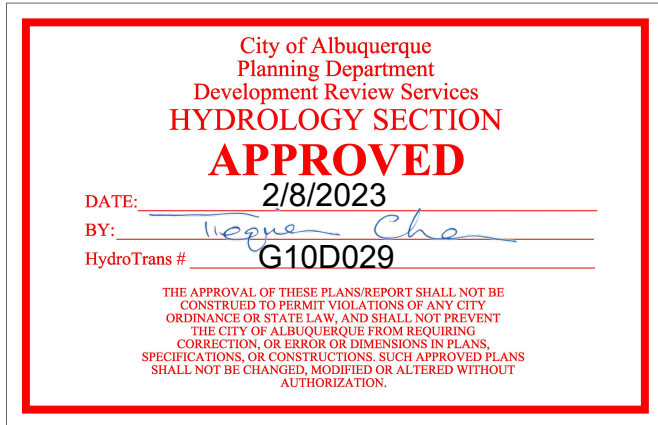 City of Albuquerque
Planning Department
Development Review Services
HYDROLOGY SECTION
APPROVED
DATE: 2/8/2023
BY:
HydroTrans # G10D029
THE APPROVAL OF THESE PLANS/REPORT SHALL NOT BE
CONSTRUED TO PERMIT VIOLATIONS OF ANY CITY
ORDINANCE OR STATE LAW, AND SHALL NOT PREVENT
THE CITY OF ALBUQUERQUE FROM REQUIRING
CORRECTION, OR ERROR OR DIMENSIONS IN PLANS,
SPECIFICATIONS, OR CONSTRUCTIONS. SUCH APPROVED PLANS
SHALL NOT BE CHANGED, MODIFIED OR ALTERED WITHOUT
AUTHORIZATION.